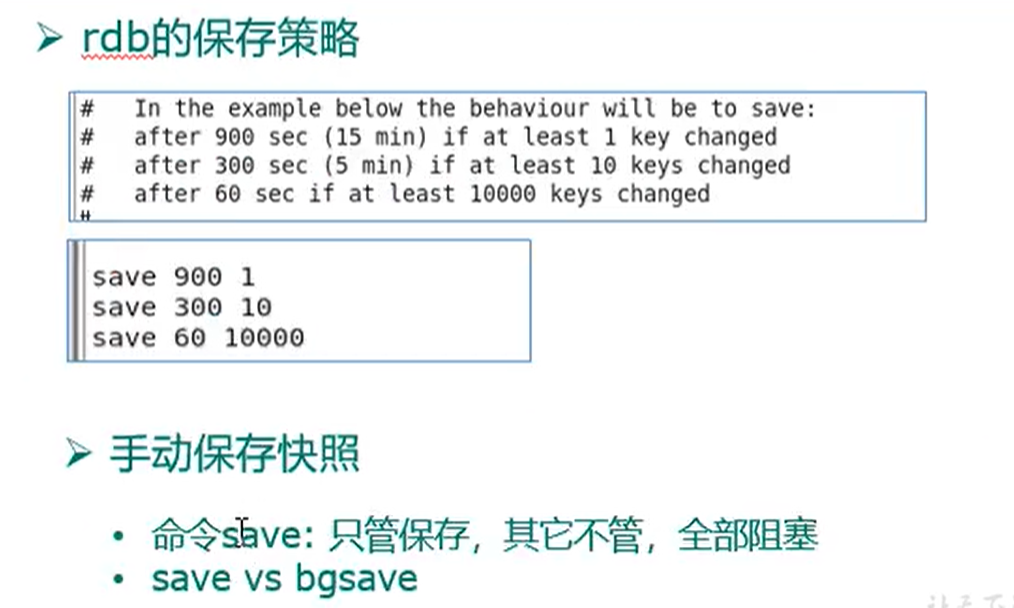 rdb的保存策略
# In the example below the behaviour will be to save:
# after 900 sec (15 min) if at least 1 key changed
# after 300 sec (5 min) if at least 10 keys changed
# after 60 sec if at least 10000 keys changed
#
save 900 1
save 300 10
save 60 10000
手动保存快照
• 命令save: 只管保存，其它不管，全部阻塞
• save vs bgsave